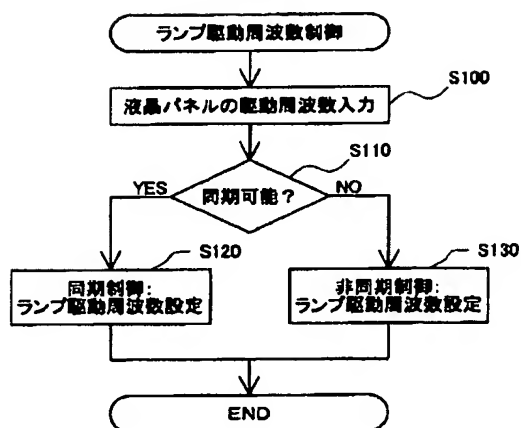 ランプ駆動周波数制御
S100
液晶パネルの駆動周波数入力
S110
YES
同期可能?
NO
S120
同期制御:
ランプ駆動周波数設定
S130
非同期制御:
ランプ駆動周波数設定
END